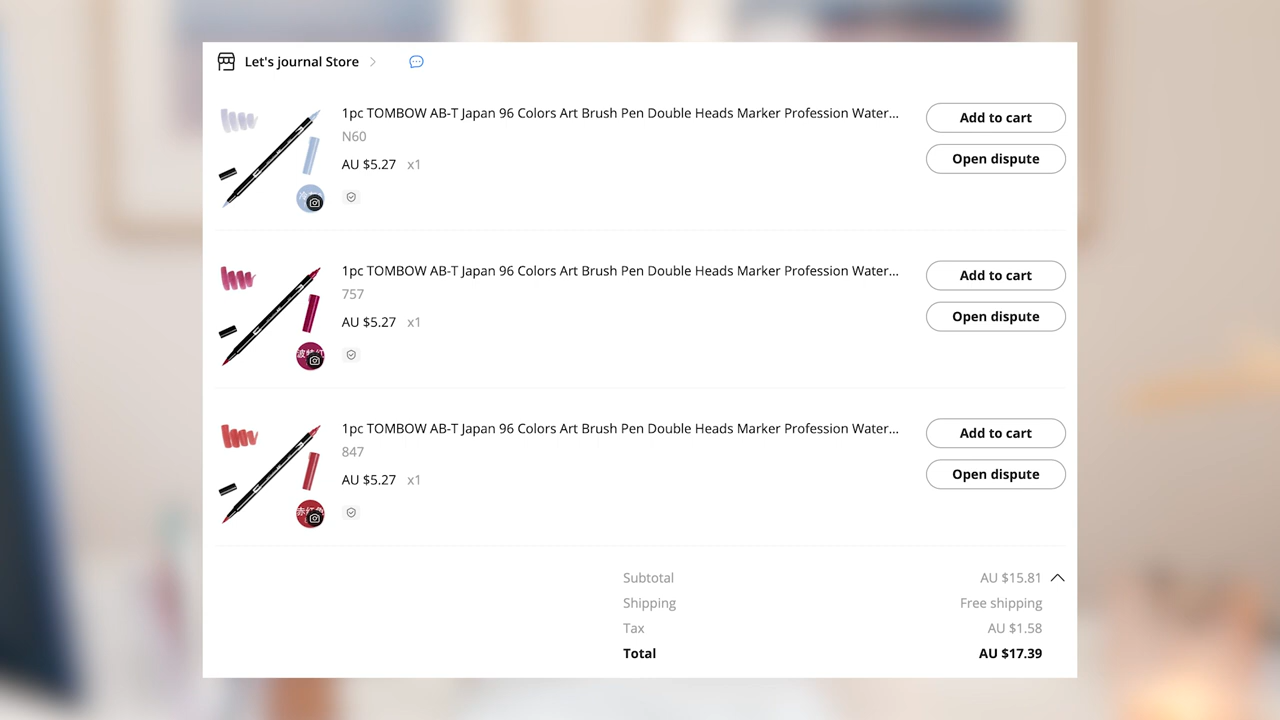 Let's journal Store
1pc TOMBOW AB-T Japan 96 Colors Art Brush Pen Double Heads Marker Profession Water...
N60
AU $5.27 x1
Add to cart
Open dispute
1pc TOMBOW AB-T Japan 96 Colors Art Brush Pen Double Heads Marker Profession Water...
757
AU $5.27 x1
Add to cart
Open dispute
1pc TOMBOW AB-T Japan 96 Colors Art Brush Pen Double Heads Marker Profession Water...
847
AU $5.27 x1
Add to cart
Open dispute
Subtotal AU $15.81
Shipping Free shipping
Tax AU $1.58
Total AU $17.39